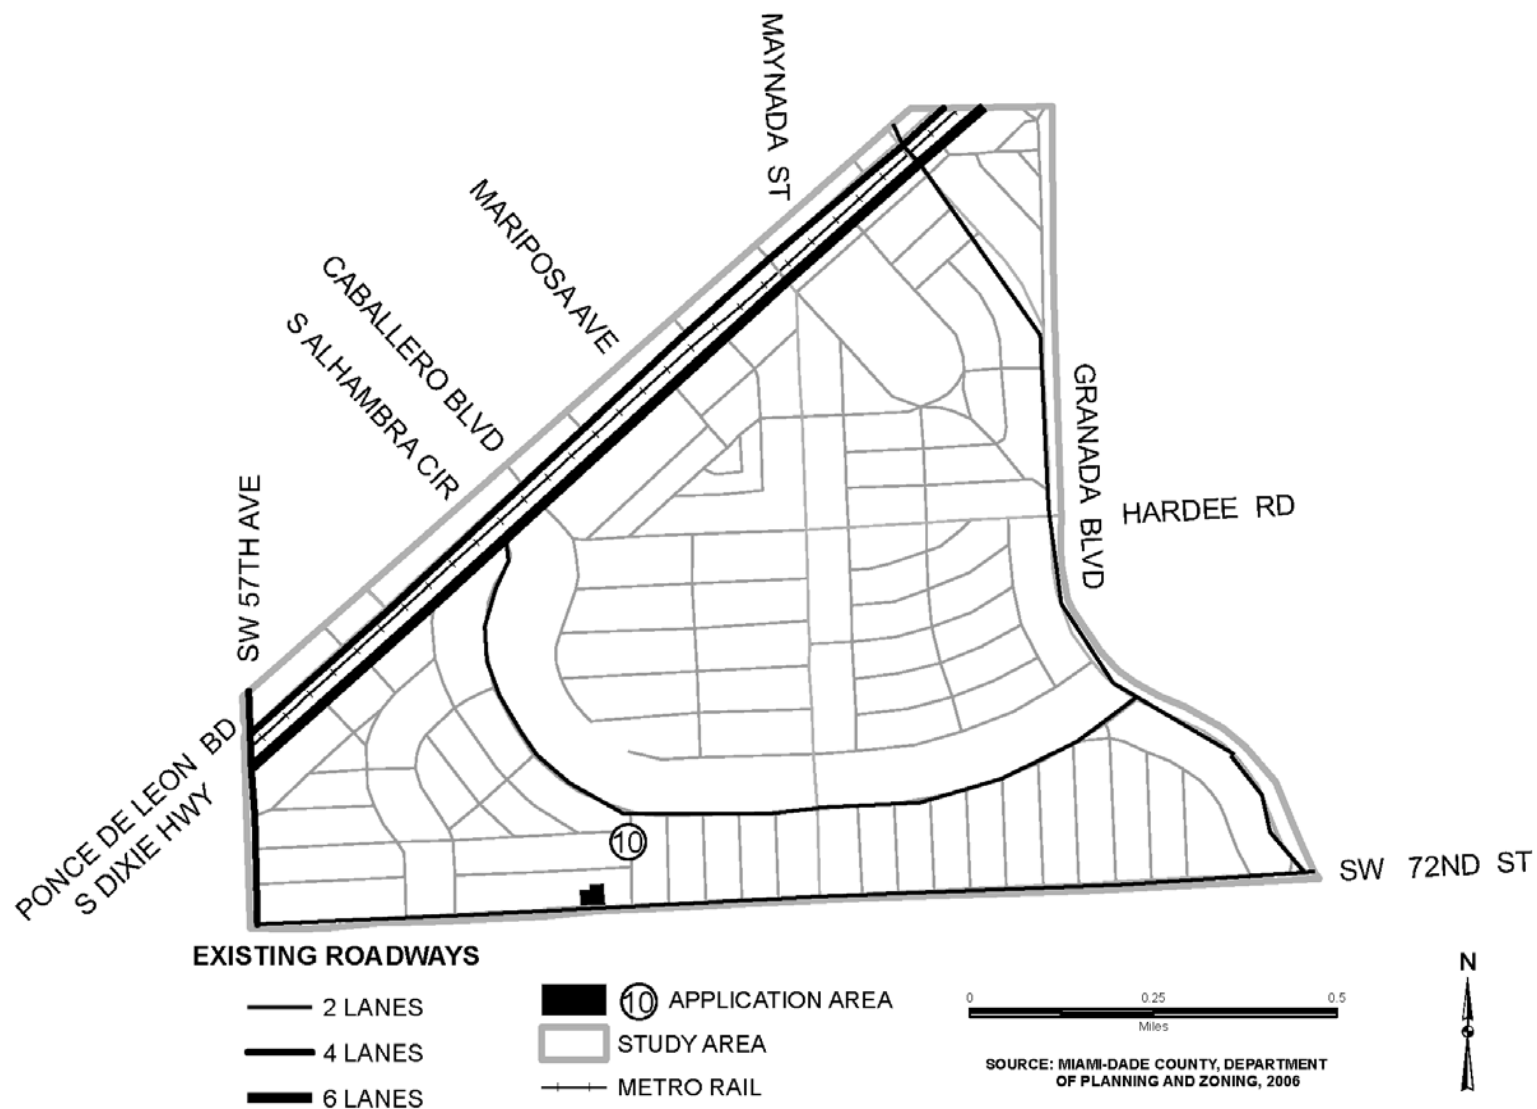 MAYNADA ST
MARIPOSA AVE
CABALLERO BLVD
S ALHAMBRA CIR
SW 57TH AVE
GRANADA BLVD
HARDEE RD
PONCE DE LEON BD
S DIXIE HWY
10
SW 72ND ST
EXISTING ROADWAYS
2 LANES
4 LANES
6 LANES
10 APPLICATION AREA
STUDY AREA
METRO RAIL
0 0.25 0.5
Miles
SOURCE: MIAMI-DADE COUNTY, DEPARTMENT
OF PLANNING AND ZONING, 2006
N